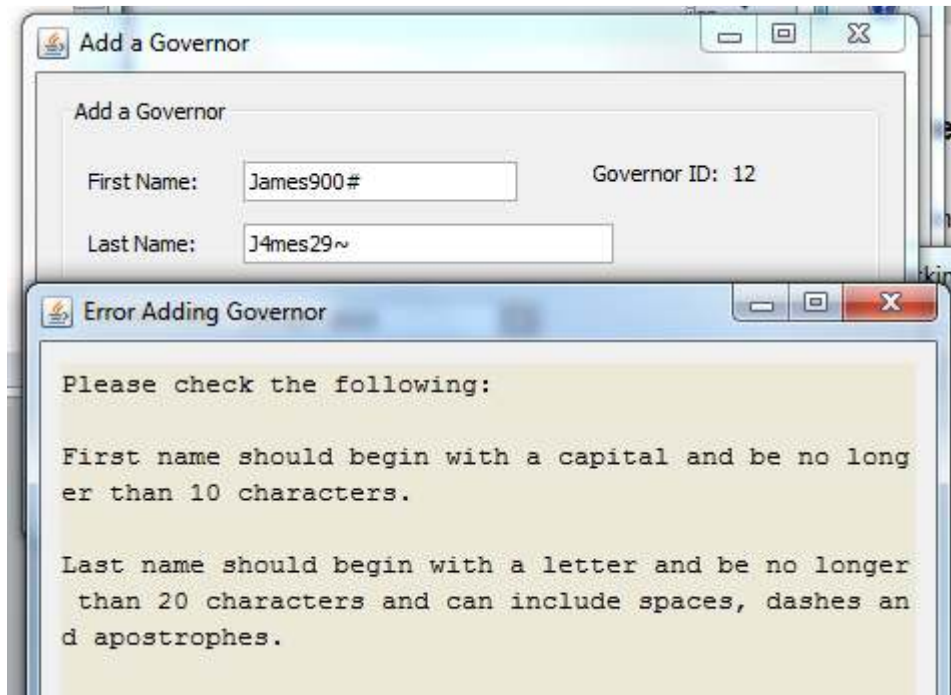 Add a Governor
Add a Governor
First Name: James900# Governor ID: 12
Last Name: J4mes29~
Error Adding Governor
Please check the following:
First name should begin with a capital and be no long
er than 10 characters.
Last name should begin with a letter and be no longer
than 20 characters and can include spaces, dashes an
d apostrophes.